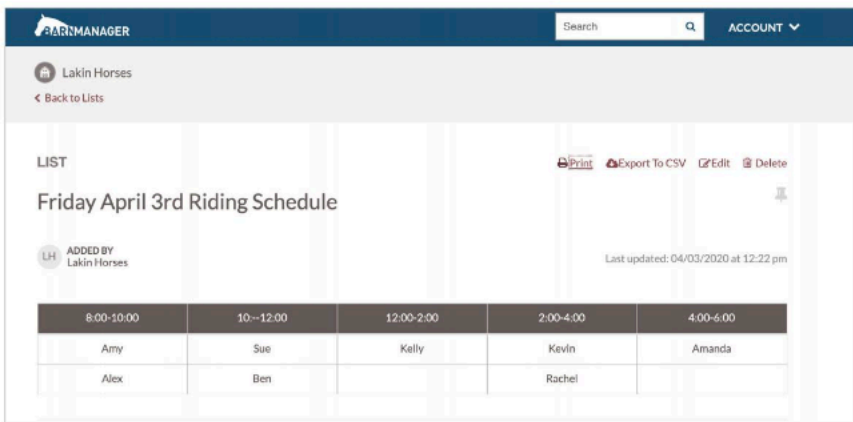 BARNMANAGER
Search
ACCOUNT
Lakin Horses
< Back to Lists
LIST
Print Export To CSV Edit Delete
Friday April 3rd Riding Schedule
LH
ADDED BY
Lakin Horses
Last updated: 04/03/2020 at 12:22 pm
8:00-10:00 10:--12:00 12:00-2:00 2:00-4:00 4:00-6:00
Amy Sue Kelly Kevin Amanda
Alex Ben Rachel